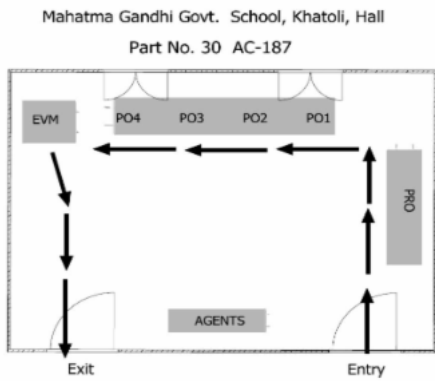 Mahatma Gandhi Govt. School, Khatoli, Hall
Part No. 30 AC-187
EVM
PO4 PO3 PO2 PO1
PRO
AGENTS
Exit Entry